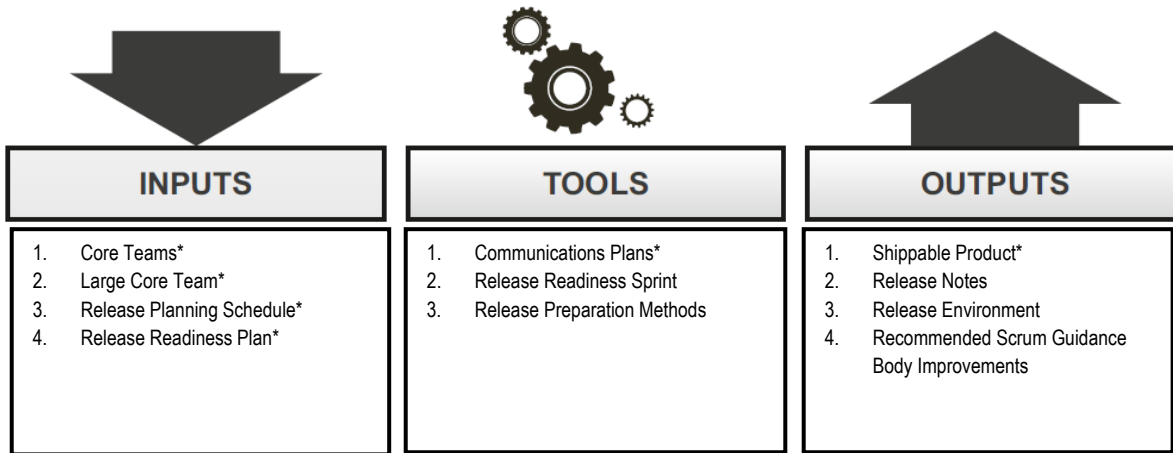 INPUTS
1. Core Teams*
2. Large Core Team*
3. Release Planning Schedule*
4. Release Readiness Plan*
TOOLS
1. Communications Plans*
2. Release Readiness Sprint
3. Release Preparation Methods
OUTPUTS
1. Shippable Product*
2. Release Notes
3. Release Environment
4. Recommended Scrum Guidance
Body Improvements